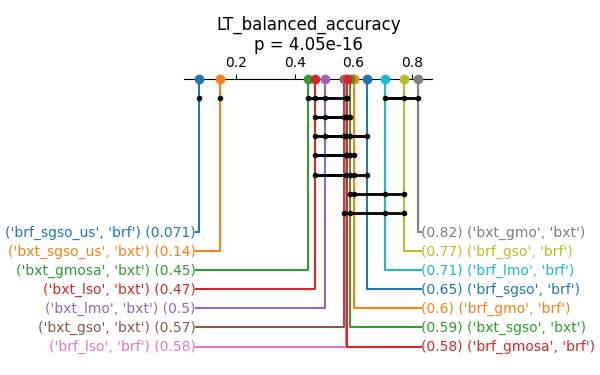 LT_balanced_accuracy
p = 4.05e-16
0.2 0.4 0.6 0.8
('brf_sgso_us', 'brf') (0.071) (0.82) ('bxt_gmo', 'bxt')
('bxt_sgso_us', 'bxt') (0.14) (0.77) ('brf_gso', 'brf')
('bxt_gmosa', 'bxt') (0.45) (0.71) ('brf_lmo', 'brf')
('bxt_lso', 'bxt') (0.47) (0.65) ('brf_sgso', 'brf')
('bxt_lmo', 'bxt') (0.5) (0.6) ('brf_gmo', 'brf')
('bxt_gso', 'bxt') (0.57) (0.59) ('bxt_sgso', 'bxt')
('brf_lso', 'brf') (0.58) (0.58) ('brf_gmosa', 'brf')